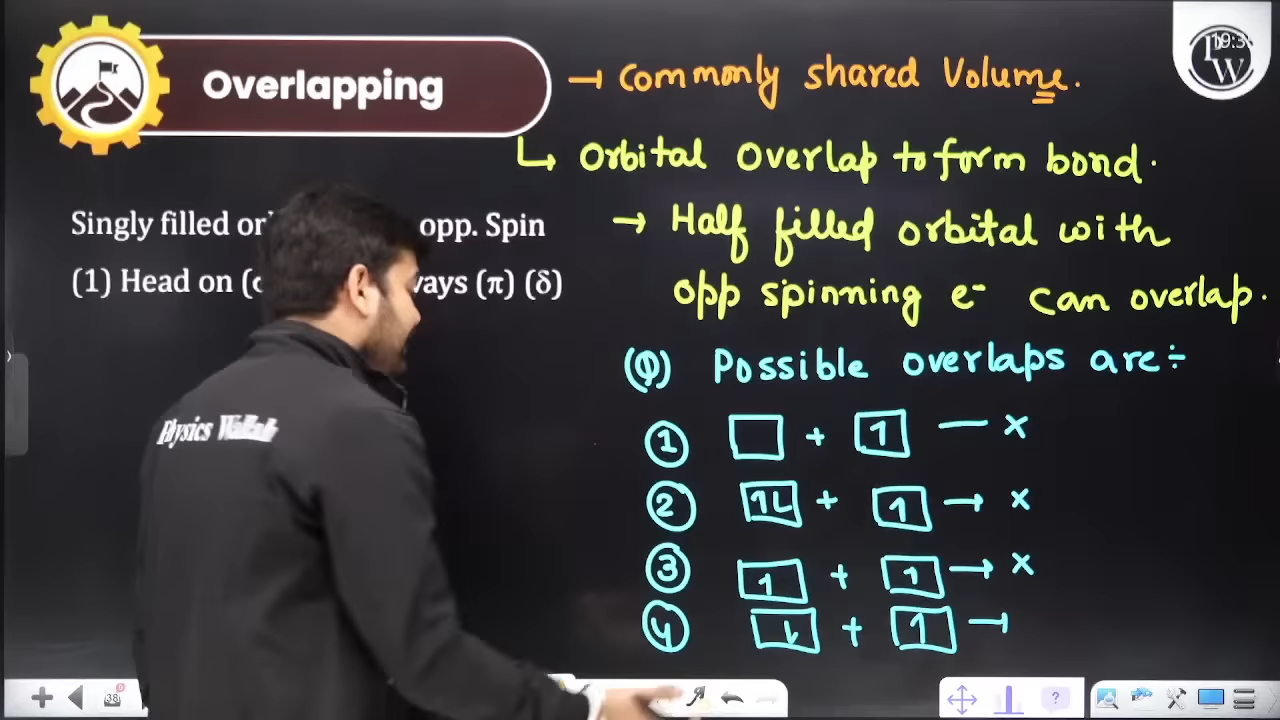 Overlapping
→ Commonly shared Volume.
↳ Orbital Overlap to form bond.
Singly filled opp. Spin
→ Half filled orbital with
(1) Head on (π) (δ)
opp spinning e⁻ can overlap.
(Q) Possible overlaps are ÷
① □ + 1 — ×
② 1L + 1 → ×
③ 1 + 1 → ×
④ ↓ + 1 →
Physics Wallah
PW
38